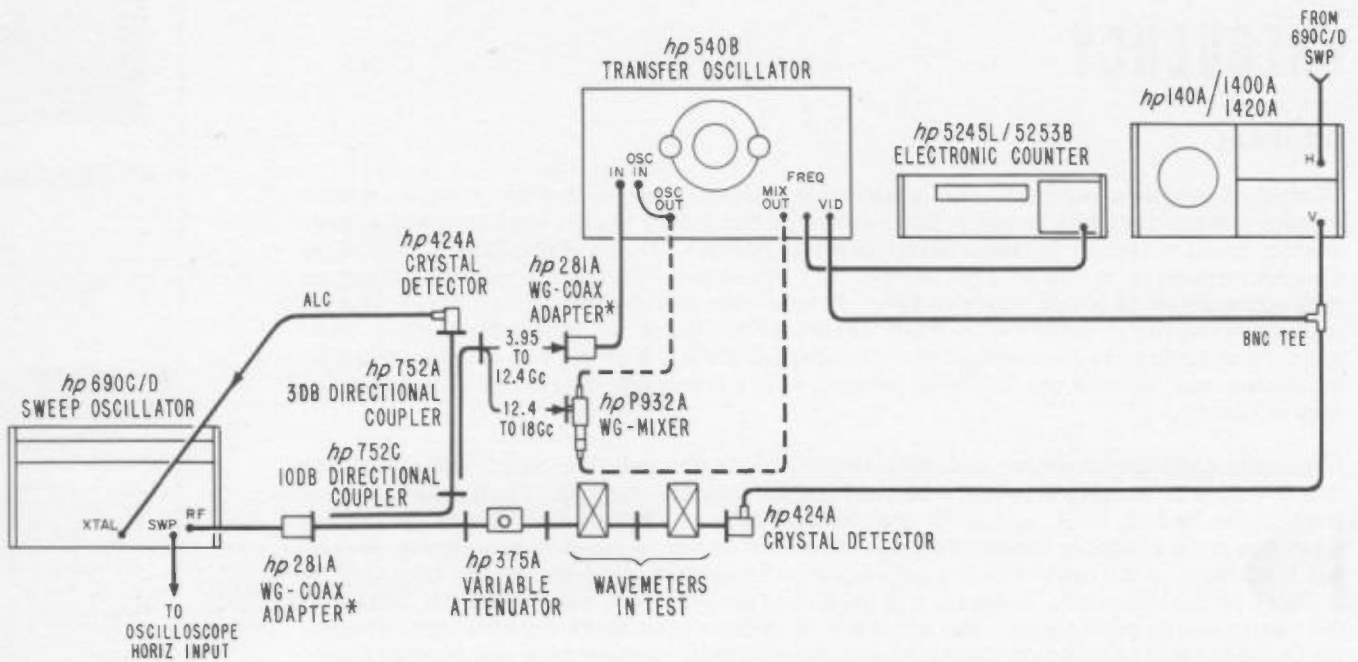 FROM
690C/D
SWP
hp 540B
TRANSFER OSCILLATOR
hp 140A/1400A
1420A
hp 5245L/5253B
ELECTRONIC COUNTER
IN
OSC
IN
OSC
OUT
MIX
OUT
FREQ
VID
H
V
hp 424A
CRYSTAL
DETECTOR
hp 281A
WG-COAX
ADAPTER*
ALC
3.95
TO
12.4Gc
BNC TEE
hp 752A
3DB DIRECTIONAL
COUPLER
hp 690C/D
SWEEP OSCILLATOR
12.4
TO 18Gc
hp P932A
WG-MIXER
hp 752C
10DB DIRECTIONAL
COUPLER
XTAL
SWP
RF
hp 424A
CRYSTAL DETECTOR
hp 281A
WG-COAX
ADAPTER*
hp 375A
VARIABLE
ATTENUATOR
WAVEMETERS
IN TEST
TO
OSCILLOSCOPE
HORIZ INPUT